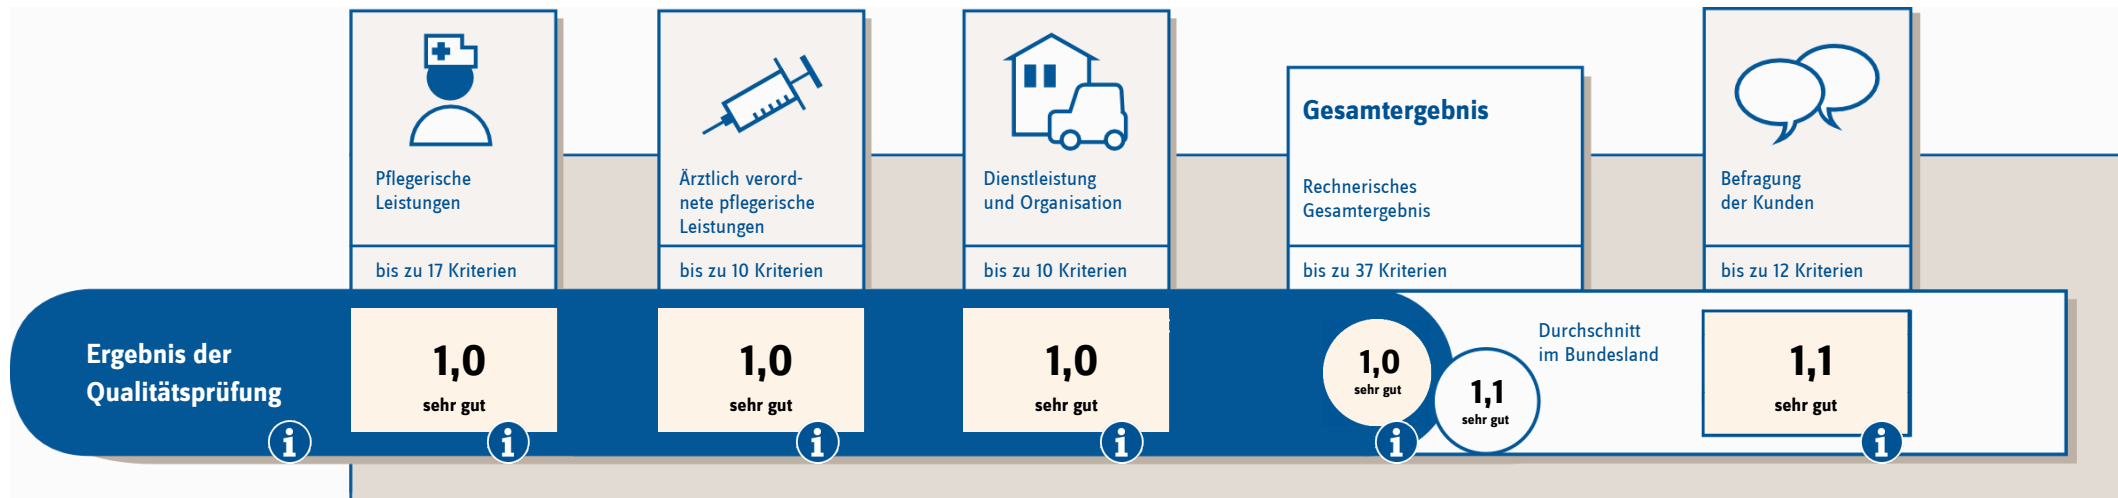 Pflegerische
Leistungen
bis zu 17 Kriterien
Ärztlich verord-
nete pflegerische
Leistungen
bis zu 10 Kriterien
Dienstleistung
und Organisation
bis zu 10 Kriterien
Gesamtergebnis
Rechnerisches
Gesamtergebnis
bis zu 37 Kriterien
Befragung
der Kunden
bis zu 12 Kriterien
Ergebnis der
Qualitätsprüfung
i
1,0
sehr gut
i
1,0
sehr gut
i
1,0
sehr gut
i
1,0
sehr gut
i
1,1
sehr gut
Durchschnitt
im Bundesland
1,1
sehr gut
i